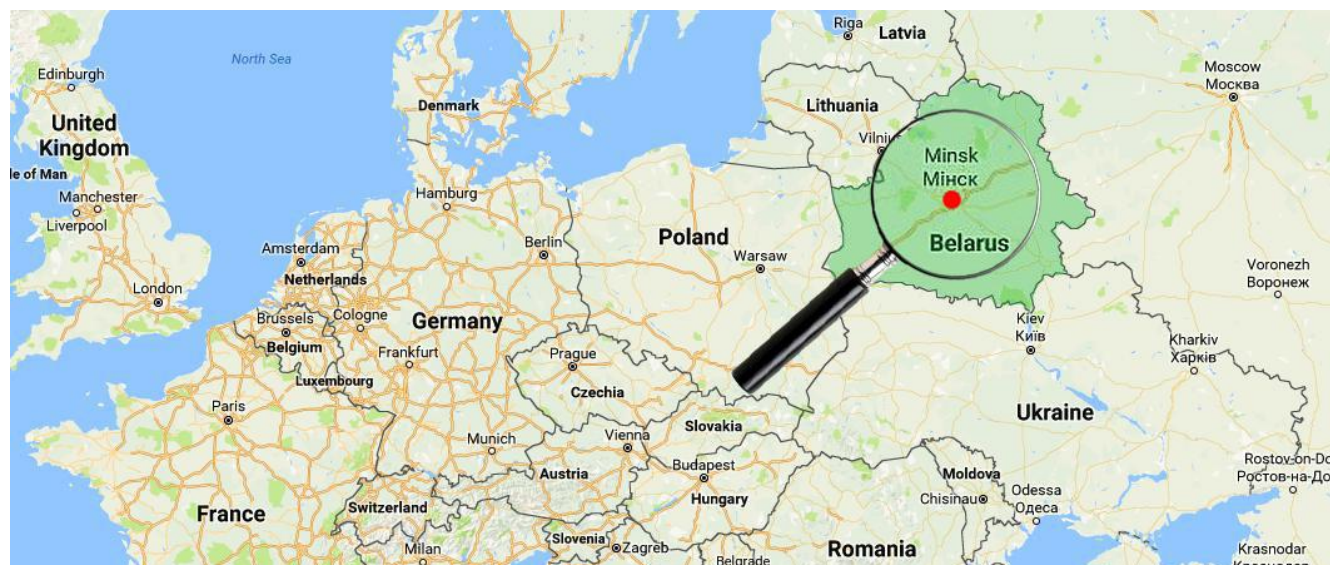 Riga
Latvia
North Sea
Moscow
Москва
Edinburgh
Denmark
Lithuania
United
Kingdom
Minsk
Мінск
le of Man
Manchester
Hamburg
Liverpool
Belarus
Poland
Berlin
Amsterdam
Warsaw
Netherlands
Voronezh
Воронеж
London
Brussels
Cologne
Germany
Kiev
Київ
Belgium
Frankfurt
Prague
Kharkiv
Харків
Luxembourg
Czechia
Paris
Ukraine
Slovakia
Munich
Vienna
Rostov-on-Do
Ростов-на-До
Budapest
Austria
Moldova
Hungary
Chisinau
Odessa
Одеса
Switzerland
France
Slovenia
Zagreb
Milan
Romania
Krasnodar
Belgrade